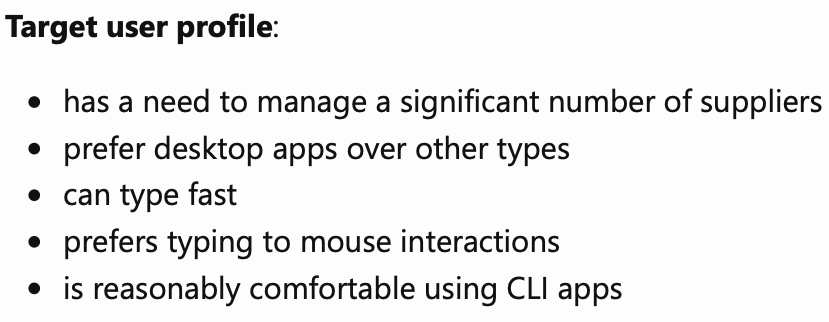 Target user profile:
• has a need to manage a significant number of suppliers
• prefer desktop apps over other types
• can type fast
• prefers typing to mouse interactions
• is reasonably comfortable using CLI apps